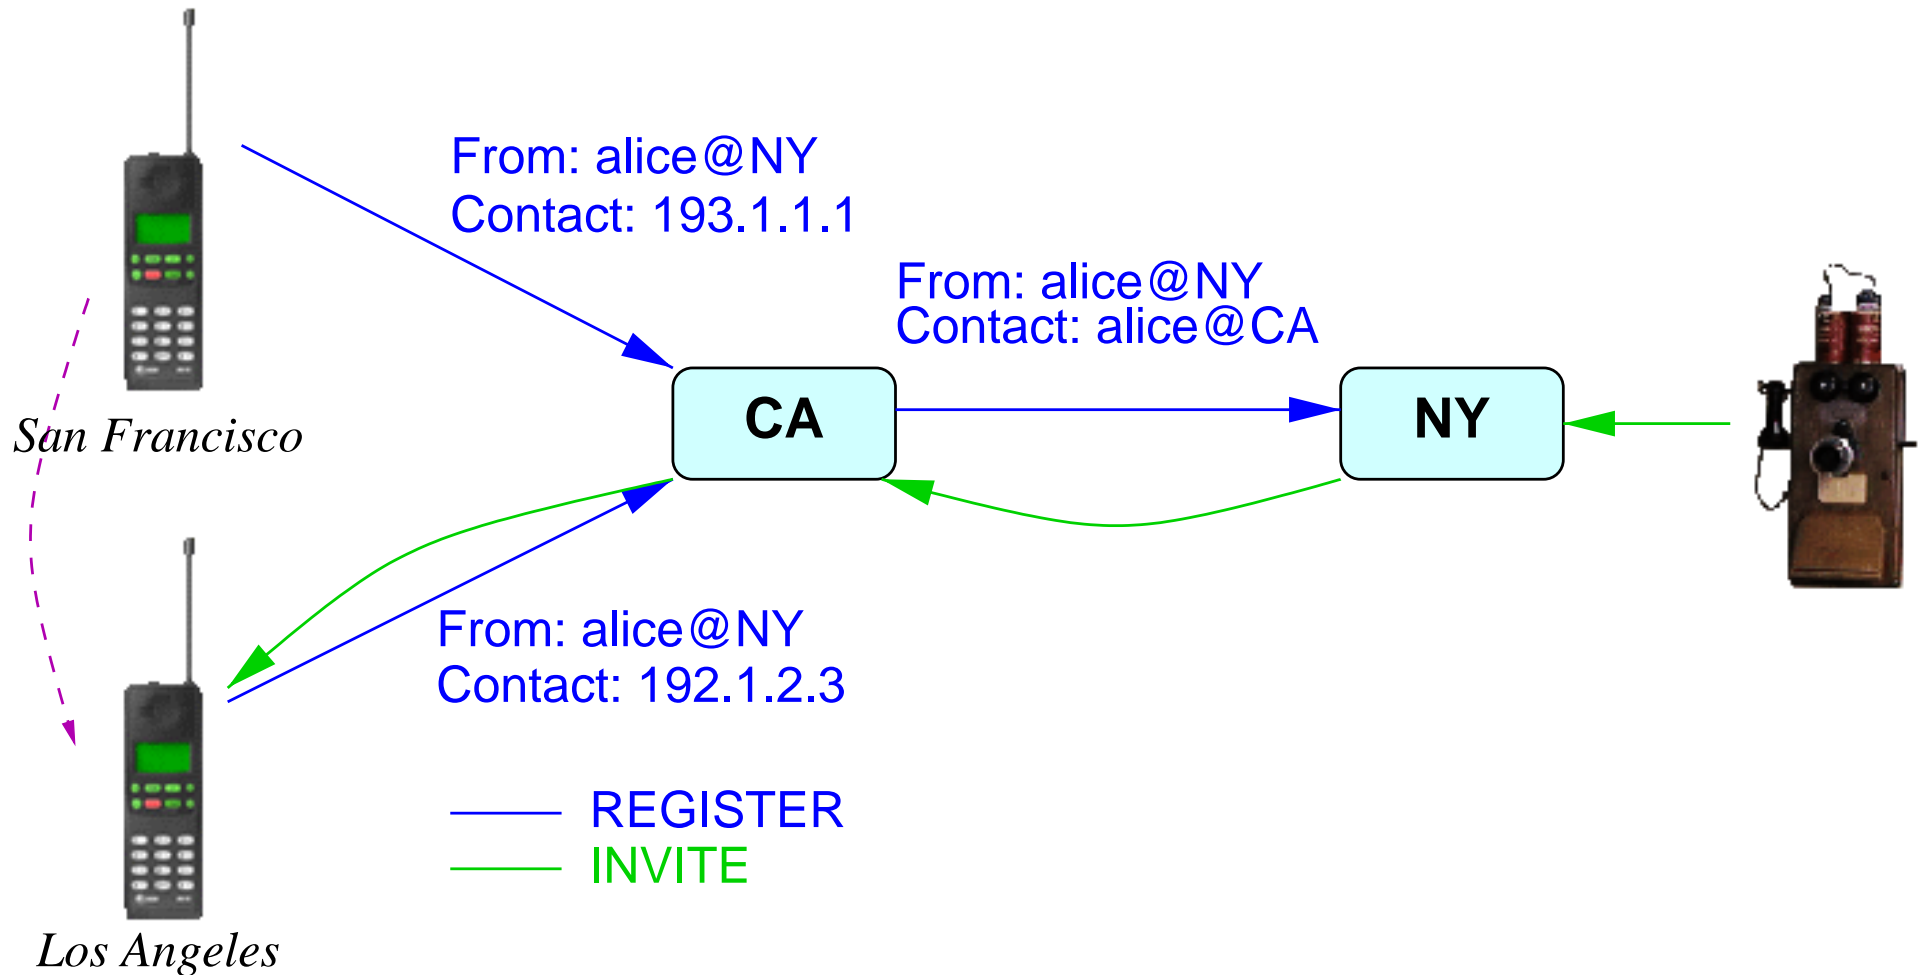 From: alice@NY
Contact: 193.1.1.1
From: alice@NY
Contact: alice@CA
CA
NY
San Francisco
From: alice@NY
Contact: 192.1.2.3
REGISTER
INVITE
Los Angeles